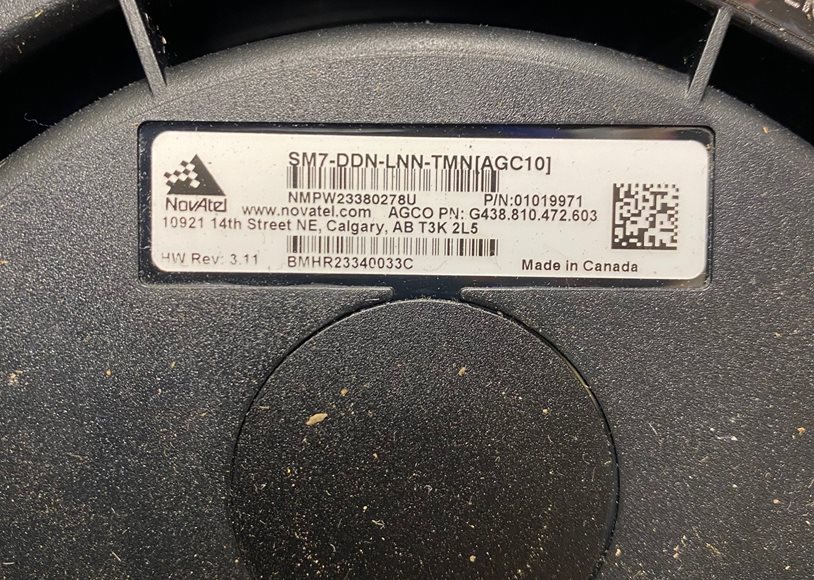 SM7-DDN-LNN-TMN[AGC10]
NovAtel
NMPW23380278U P/N:01019971
www.novatel.com AGCO PN: G438.810.472.603
10921 14th Street NE, Calgary, AB T3K 2L5
HW Rev: 3.11 BMHR23340033C Made in Canada